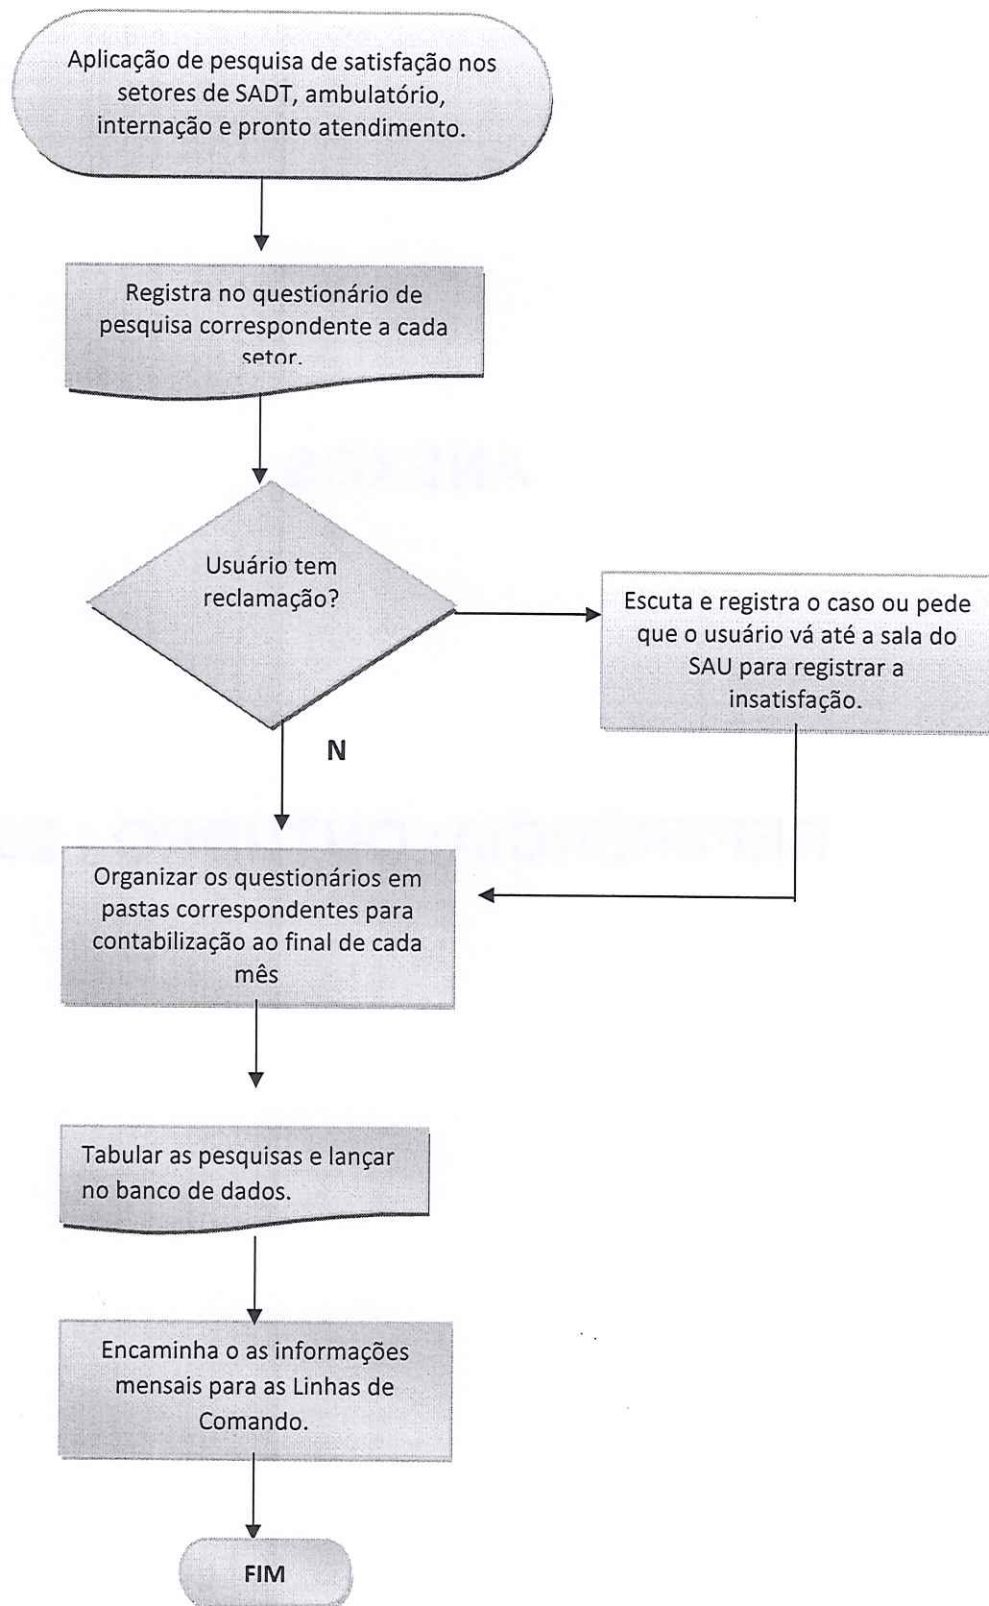 Aplicação de pesquisa de satisfação nos
setores de SADT, ambulatório,
internação e pronto atendimento.
Registra no questionário de
pesquisa correspondente a cada
setor.
Usuário tem
reclamação?
Escuta e registra o caso ou pede
que o usuário vá até a sala do
SAU para registrar a
insatisfação.
N
Organizar os questionários em
pastas correspondentes para
contabilização ao final de cada
mês
Tabular as pesquisas e lançar
no banco de dados.
Encaminha o as informações
mensais para as Linhas de
Comando.
FIM